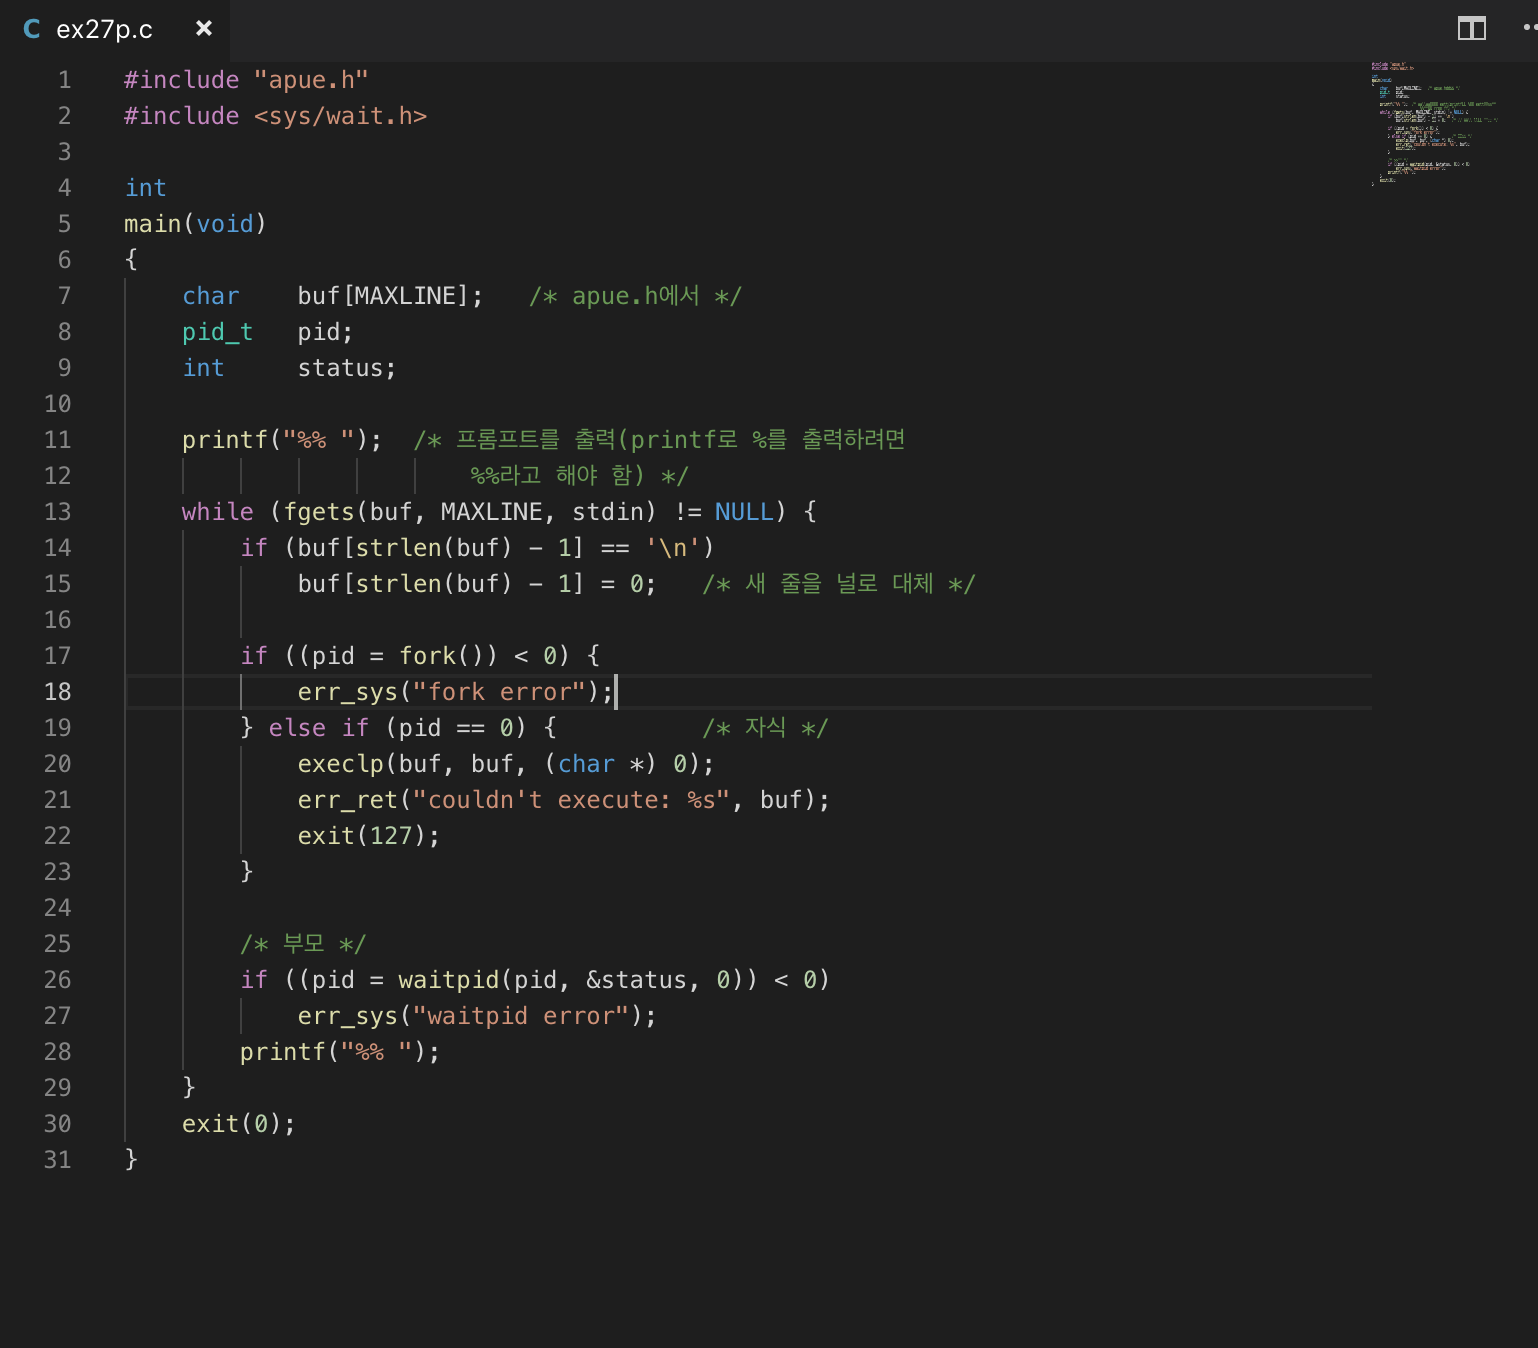 C ex27p.c ×
1 #include "apue.h"
2 #include <sys/wait.h>
3
4 int
5 main(void)
6 {
7     char    buf[MAXLINE];   /* apue.h에서 */
8     pid_t   pid;
9     int     status;
10
11     printf("%% ");  /* 프롬프트를 출력(printf로 %를 출력하려면
12                         %%라고 해야 함) */
13     while (fgets(buf, MAXLINE, stdin) != NULL) {
14         if (buf[strlen(buf) - 1] == '\n')
15             buf[strlen(buf) - 1] = 0;   /* 새 줄을 널로 대체 */
16
17         if ((pid = fork()) < 0) {
18             err_sys("fork error");
19         } else if (pid == 0) {          /* 자식 */
20             execlp(buf, buf, (char *) 0);
21             err_ret("couldn't execute: %s", buf);
22             exit(127);
23         }
24
25         /* 부모 */
26         if ((pid = waitpid(pid, &status, 0)) < 0)
27             err_sys("waitpid error");
28         printf("%% ");
29     }
30     exit(0);
31 }